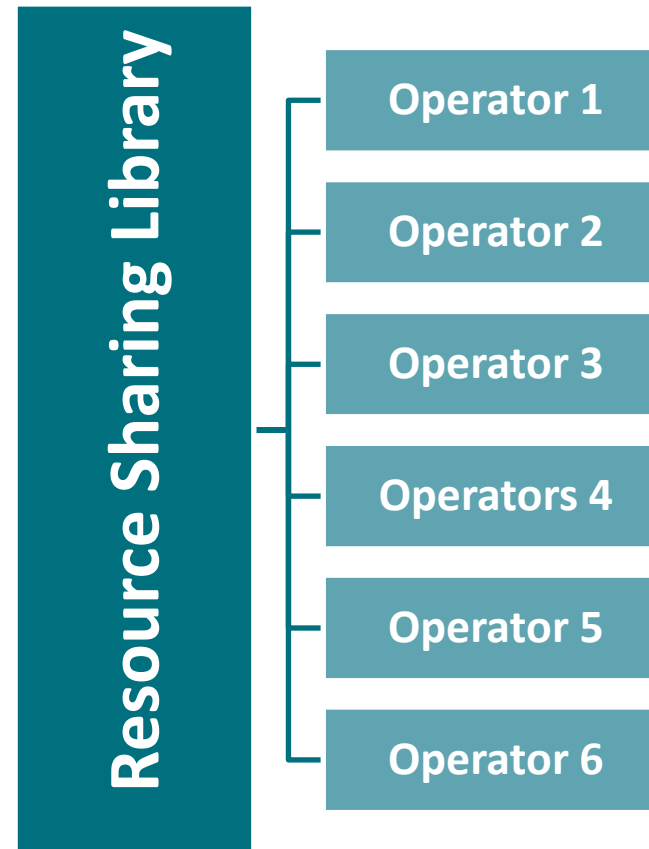 Resource Sharing Library
Operator 1
Operator 2
Operator 3
Operators 4
Operator 5
Operator 6